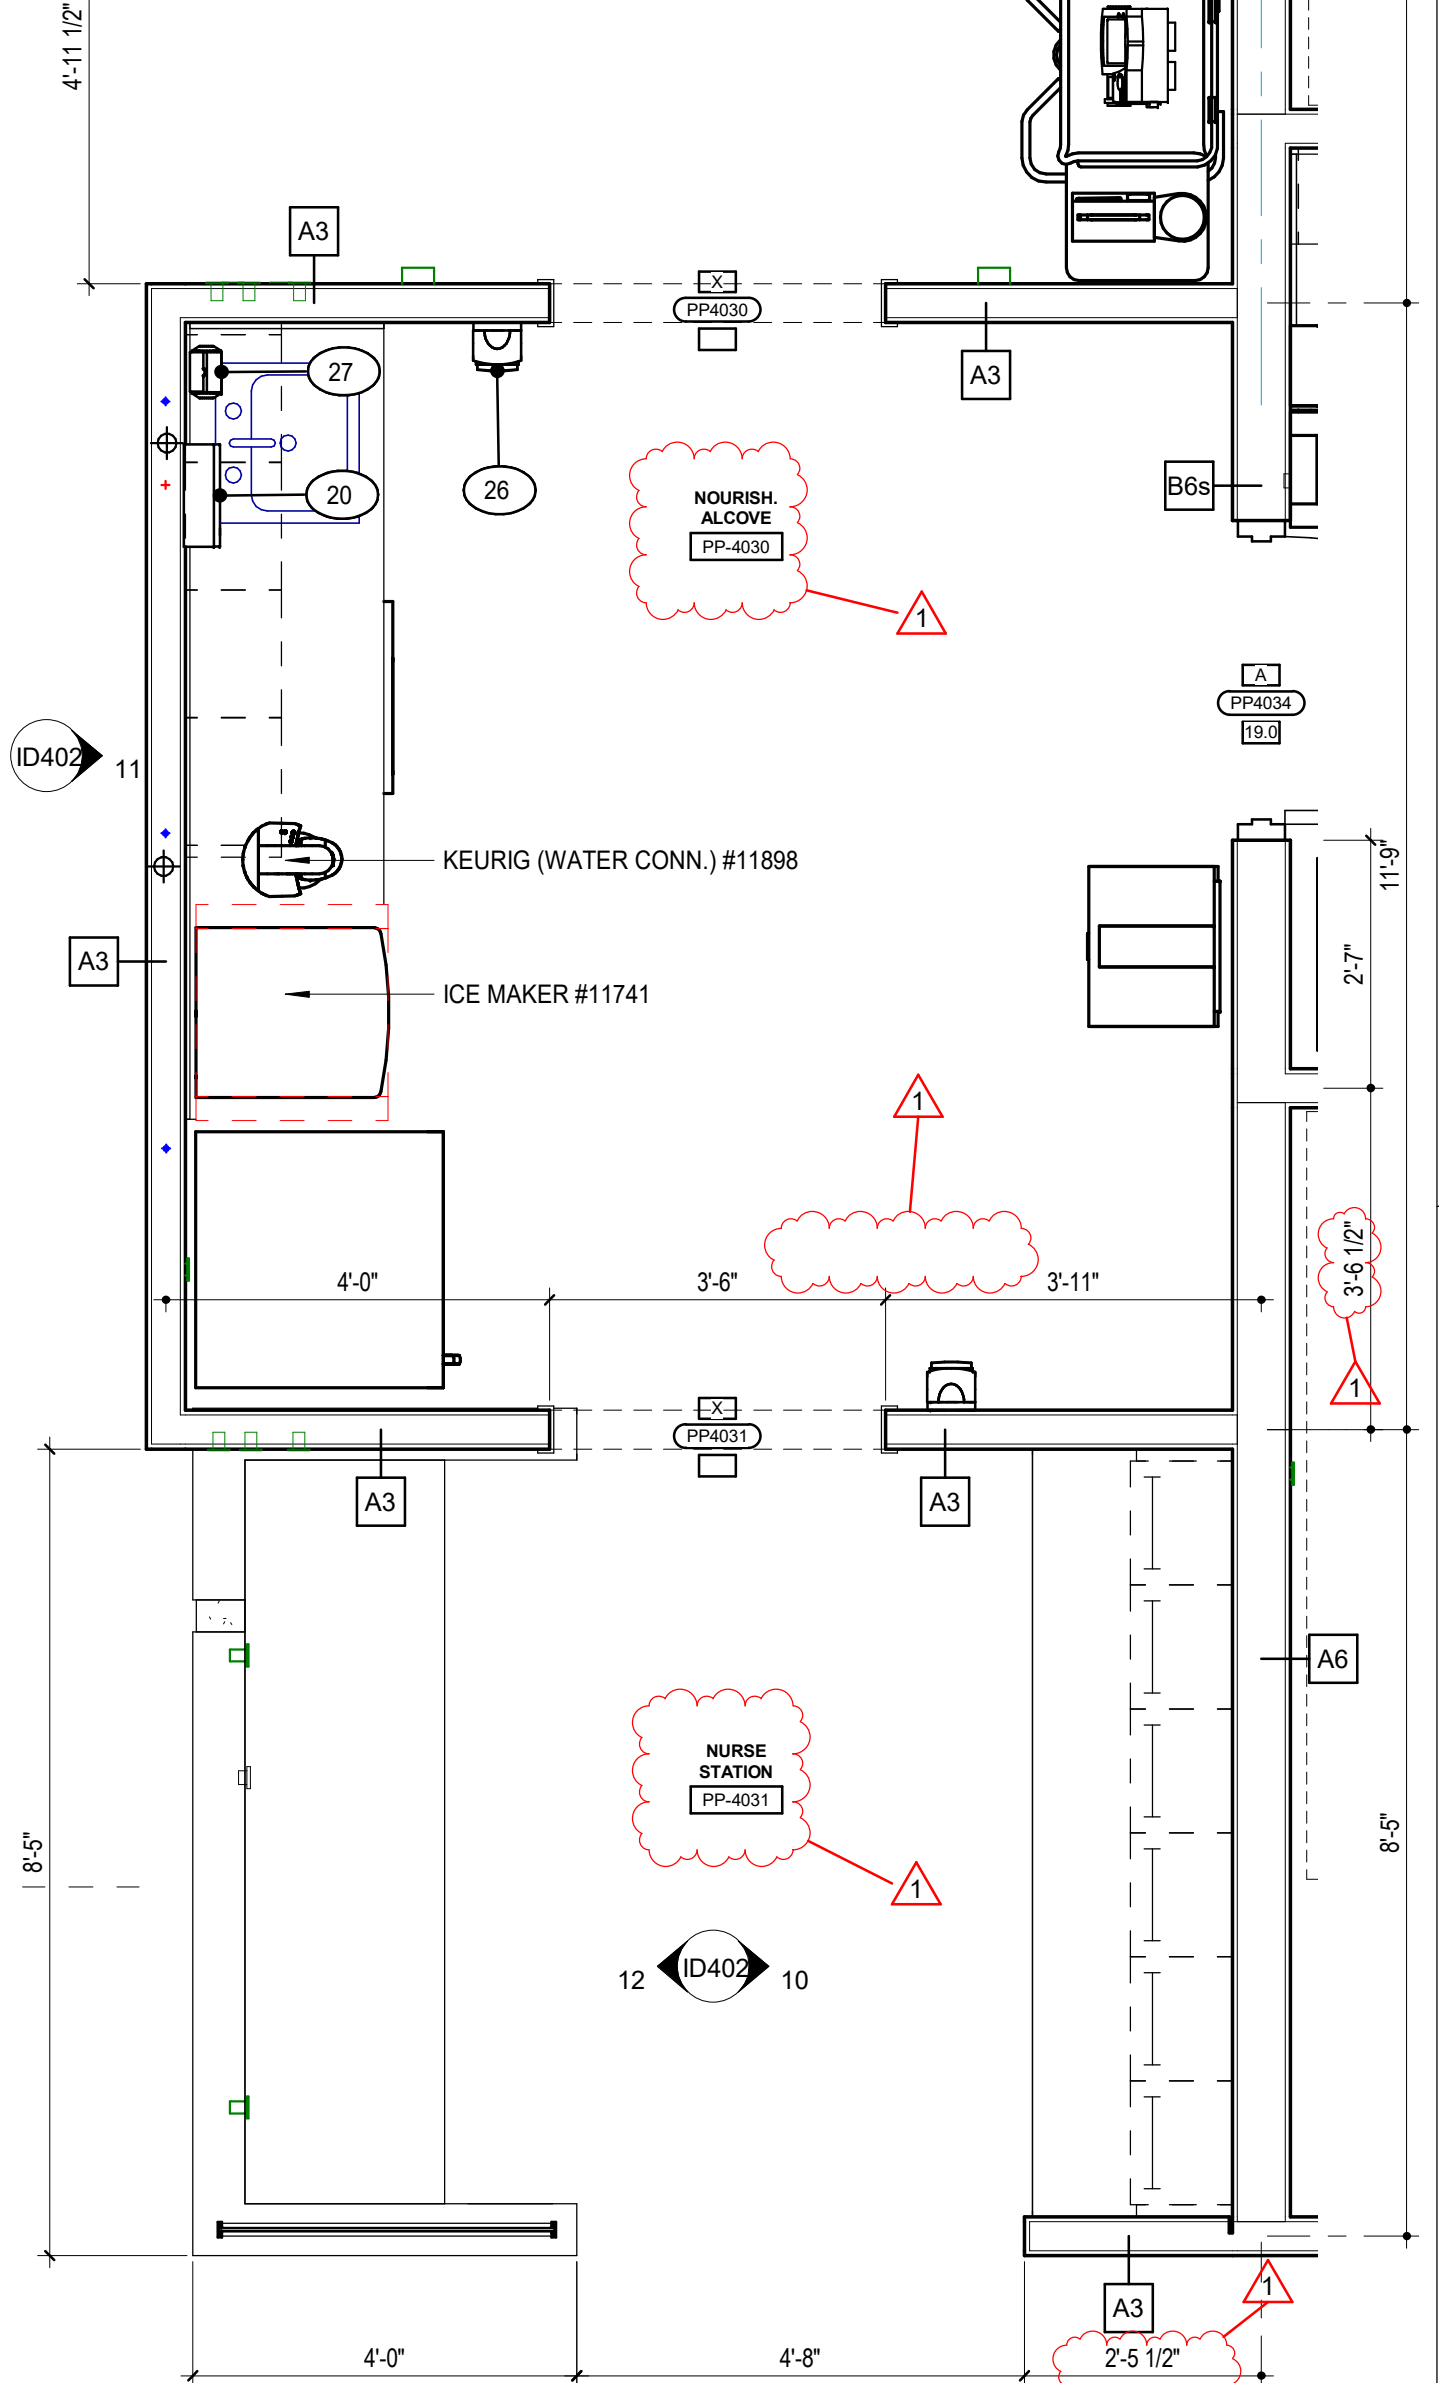 4'-11 1/2"
A3
X
PP4030
A3
27
20
26
B6s
NOURISH.
ALCOVE
PP-4030
1
A
PP4034
19.0
ID402
11
KEURIG (WATER CONN.) #11898
11'-9"
A3
2'-7"
ICE MAKER #11741
1
4'-0"
3'-6"
3'-11"
3'-6 1/2"
1
X
PP4031
A3
A3
A6
NURSE
STATION
PP-4031
8'-5"
8'-5"
1
12
ID402
10
1
A3
4'-0"
4'-8"
2'-5 1/2"